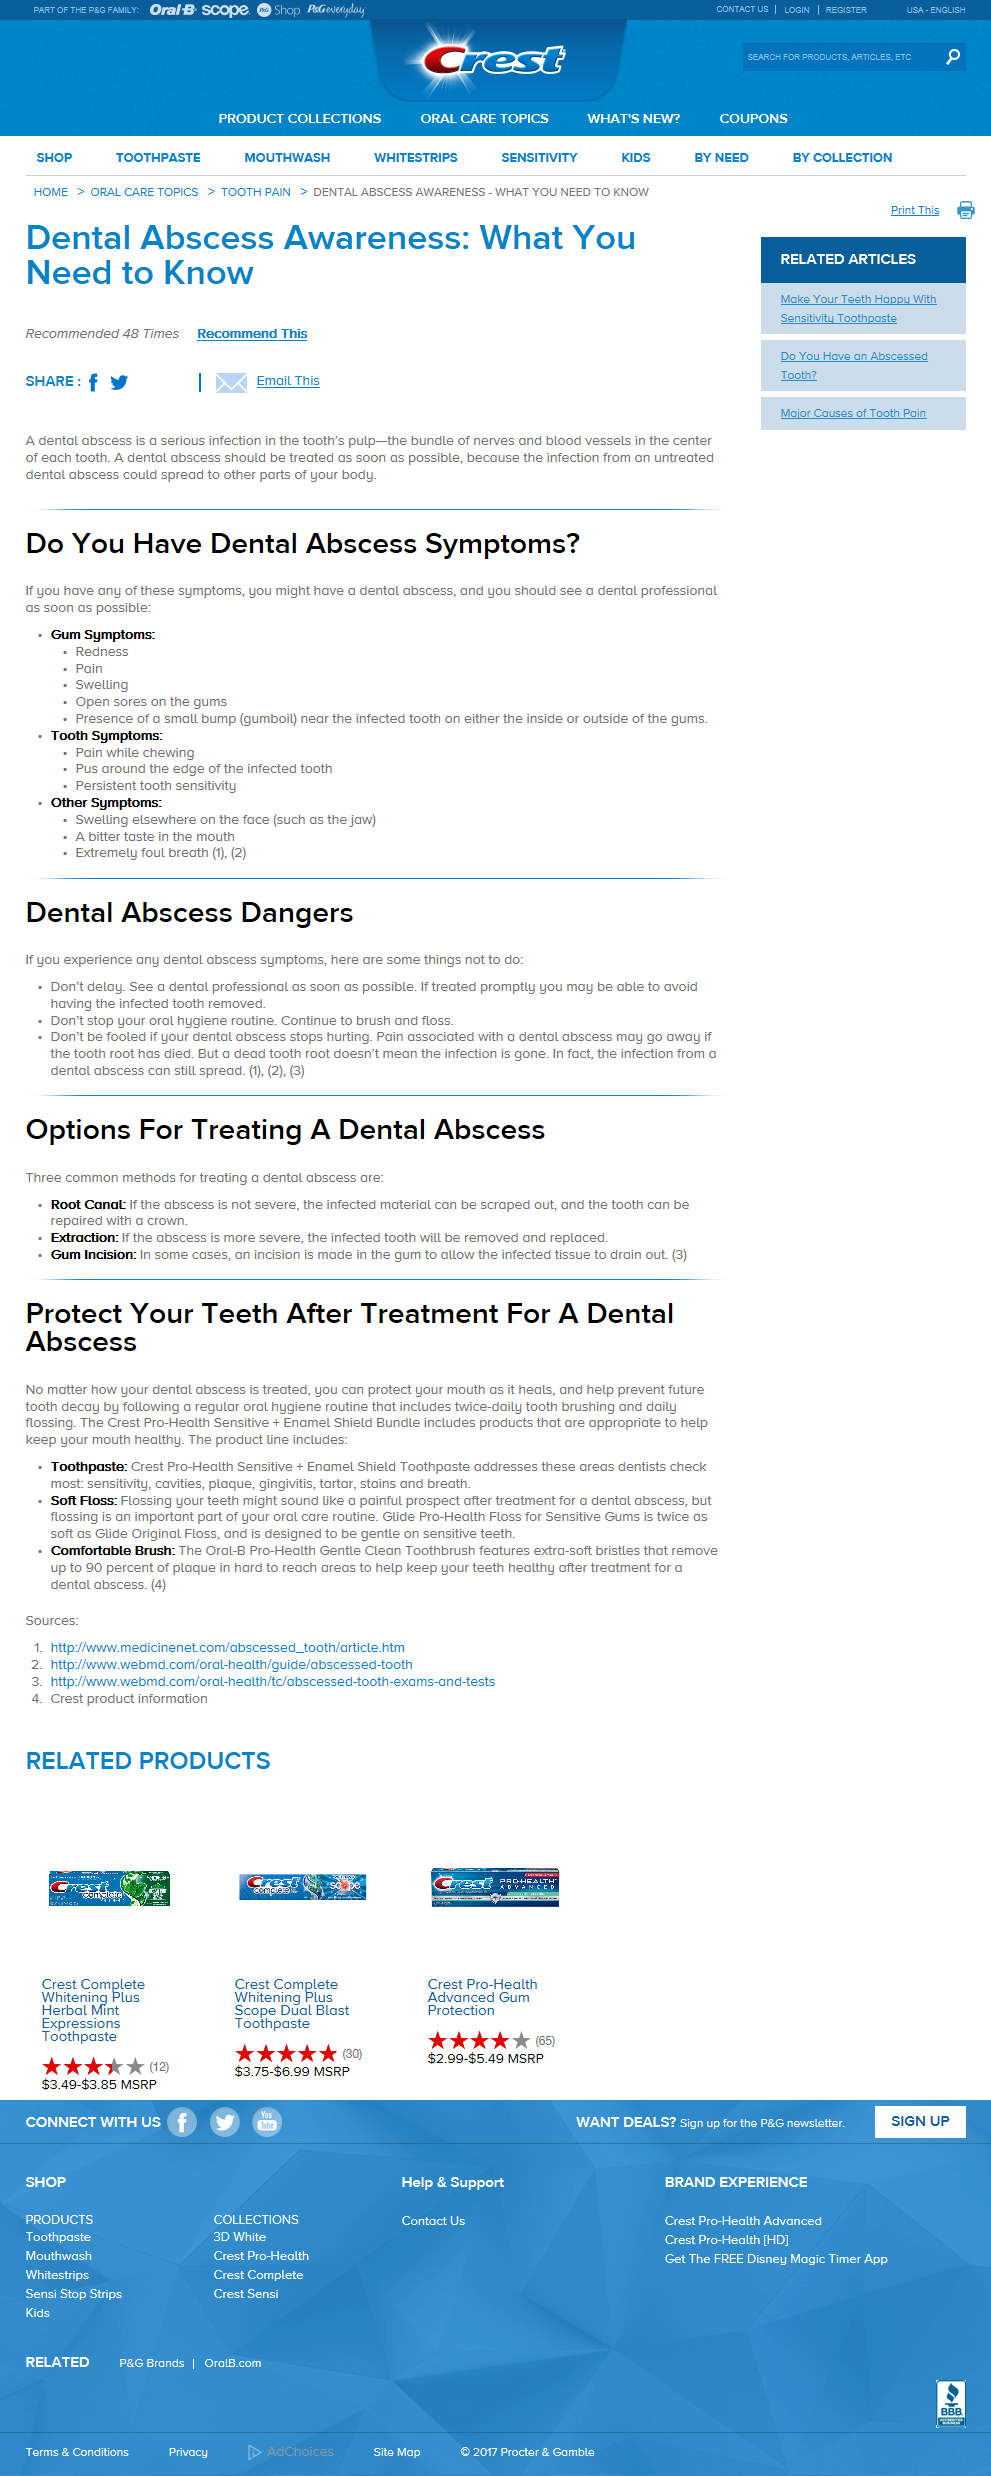 PART OF THE P&G FAMILY: Oral-B scope P&G Shop P&G everyday CONTACT US | LOGIN | REGISTER USA - ENGLISH
Crest
SEARCH FOR PRODUCTS, ARTICLES, ETC
PRODUCT COLLECTIONS ORAL CARE TOPICS WHAT'S NEW? COUPONS
SHOP TOOTHPASTE MOUTHWASH WHITESTRIPS SENSITIVITY KIDS BY NEED BY COLLECTION
HOME > ORAL CARE TOPICS > TOOTH PAIN > DENTAL ABSCESS AWARENESS - WHAT YOU NEED TO KNOW
Print This
Dental Abscess Awareness: What You
Need to Know
Recommended 48 Times Recommend This
SHARE : | Email This
RELATED ARTICLES
Make Your Teeth Happy With
Sensitivity Toothpaste
Do You Have an Abscessed
Tooth?
Major Causes of Tooth Pain
A dental abscess is a serious infection in the tooth's pulp—the bundle of nerves and blood vessels in the center
of each tooth. A dental abscess should be treated as soon as possible, because the infection from an untreated
dental abscess could spread to other parts of your body.
Do You Have Dental Abscess Symptoms?
If you have any of these symptoms, you might have a dental abscess, and you should see a dental professional
as soon as possible:
• Gum Symptoms:
• Redness
• Pain
• Swelling
• Open sores on the gums
• Presence of a small bump (gumboil) near the infected tooth on either the inside or outside of the gums.
• Tooth Symptoms:
• Pain while chewing
• Pus around the edge of the infected tooth
• Persistent tooth sensitivity
• Other Symptoms:
• Swelling elsewhere on the face (such as the jaw)
• A bitter taste in the mouth
• Extremely foul breath (1), (2)
Dental Abscess Dangers
If you experience any dental abscess symptoms, here are some things not to do:
• Don't delay. See a dental professional as soon as possible. If treated promptly you may be able to avoid
having the infected tooth removed.
• Don't stop your oral hygiene routine. Continue to brush and floss.
• Don't be fooled if your dental abscess stops hurting. Pain associated with a dental abscess may go away if
the tooth root has died. But a dead tooth root doesn't mean the infection is gone. In fact, the infection from a
dental abscess can still spread. (1), (2), (3)
Options For Treating A Dental Abscess
Three common methods for treating a dental abscess are:
• Root Canal: If the abscess is not severe, the infected material can be scraped out, and the tooth can be
repaired with a crown.
• Extraction: If the abscess is more severe, the infected tooth will be removed and replaced.
• Gum Incision: In some cases, an incision is made in the gum to allow the infected tissue to drain out. (3)
Protect Your Teeth After Treatment For A Dental
Abscess
No matter how your dental abscess is treated, you can protect your mouth as it heals, and help prevent future
tooth decay by following a regular oral hygiene routine that includes twice-daily tooth brushing and daily
flossing. The Crest Pro-Health Sensitive + Enamel Shield Bundle includes products that are appropriate to help
keep your mouth healthy. The product line includes:
• Toothpaste: Crest Pro-Health Sensitive + Enamel Shield Toothpaste addresses these areas dentists check
most: sensitivity, cavities, plaque, gingivitis, tartar, stains and breath.
• Soft Floss: Flossing your teeth might sound like a painful prospect after treatment for a dental abscess, but
flossing is an important part of your oral care routine. Glide Pro-Health Floss for Sensitive Gums is twice as
soft as Glide Original Floss, and is designed to be gentle on sensitive teeth.
• Comfortable Brush: The Oral-B Pro-Health Gentle Clean Toothbrush features extra-soft bristles that remove
up to 90 percent of plaque in hard to reach areas to help keep your teeth healthy after treatment for a
dental abscess. (4)
Sources:
1. http://www.medicinenet.com/abscessed_tooth/article.htm
2. http://www.webmd.com/oral-health/guide/abscessed-tooth
3. http://www.webmd.com/oral-health/tc/abscessed-tooth-exams-and-tests
4. Crest product information
RELATED PRODUCTS
Crest complete
Crest complete scope
Crest PRO-HEALTH ADVANCED
Crest Complete
Whitening Plus
Herbal Mint
Expressions
Toothpaste
(12)
$3.49-$3.85 MSRP
Crest Complete
Whitening Plus
Scope Dual Blast
Toothpaste
(30)
$3.75-$6.99 MSRP
Crest Pro-Health
Advanced Gum
Protection
(65)
$2.99-$5.49 MSRP
CONNECT WITH US You Tube WANT DEALS? Sign up for the P&G newsletter. SIGN UP
SHOP
PRODUCTS
Toothpaste
Mouthwash
Whitestrips
Sensi Stop Strips
Kids
COLLECTIONS
3D White
Crest Pro-Health
Crest Complete
Crest Sensi
Help & Support
Contact Us
BRAND EXPERIENCE
Crest Pro-Health Advanced
Crest Pro-Health [HD]
Get The FREE Disney Magic Timer App
RELATED P&G Brands | OralB.com
BBB
ACCREDITED
BUSINESS
Terms & Conditions Privacy AdChoices Site Map © 2017 Procter & Gamble